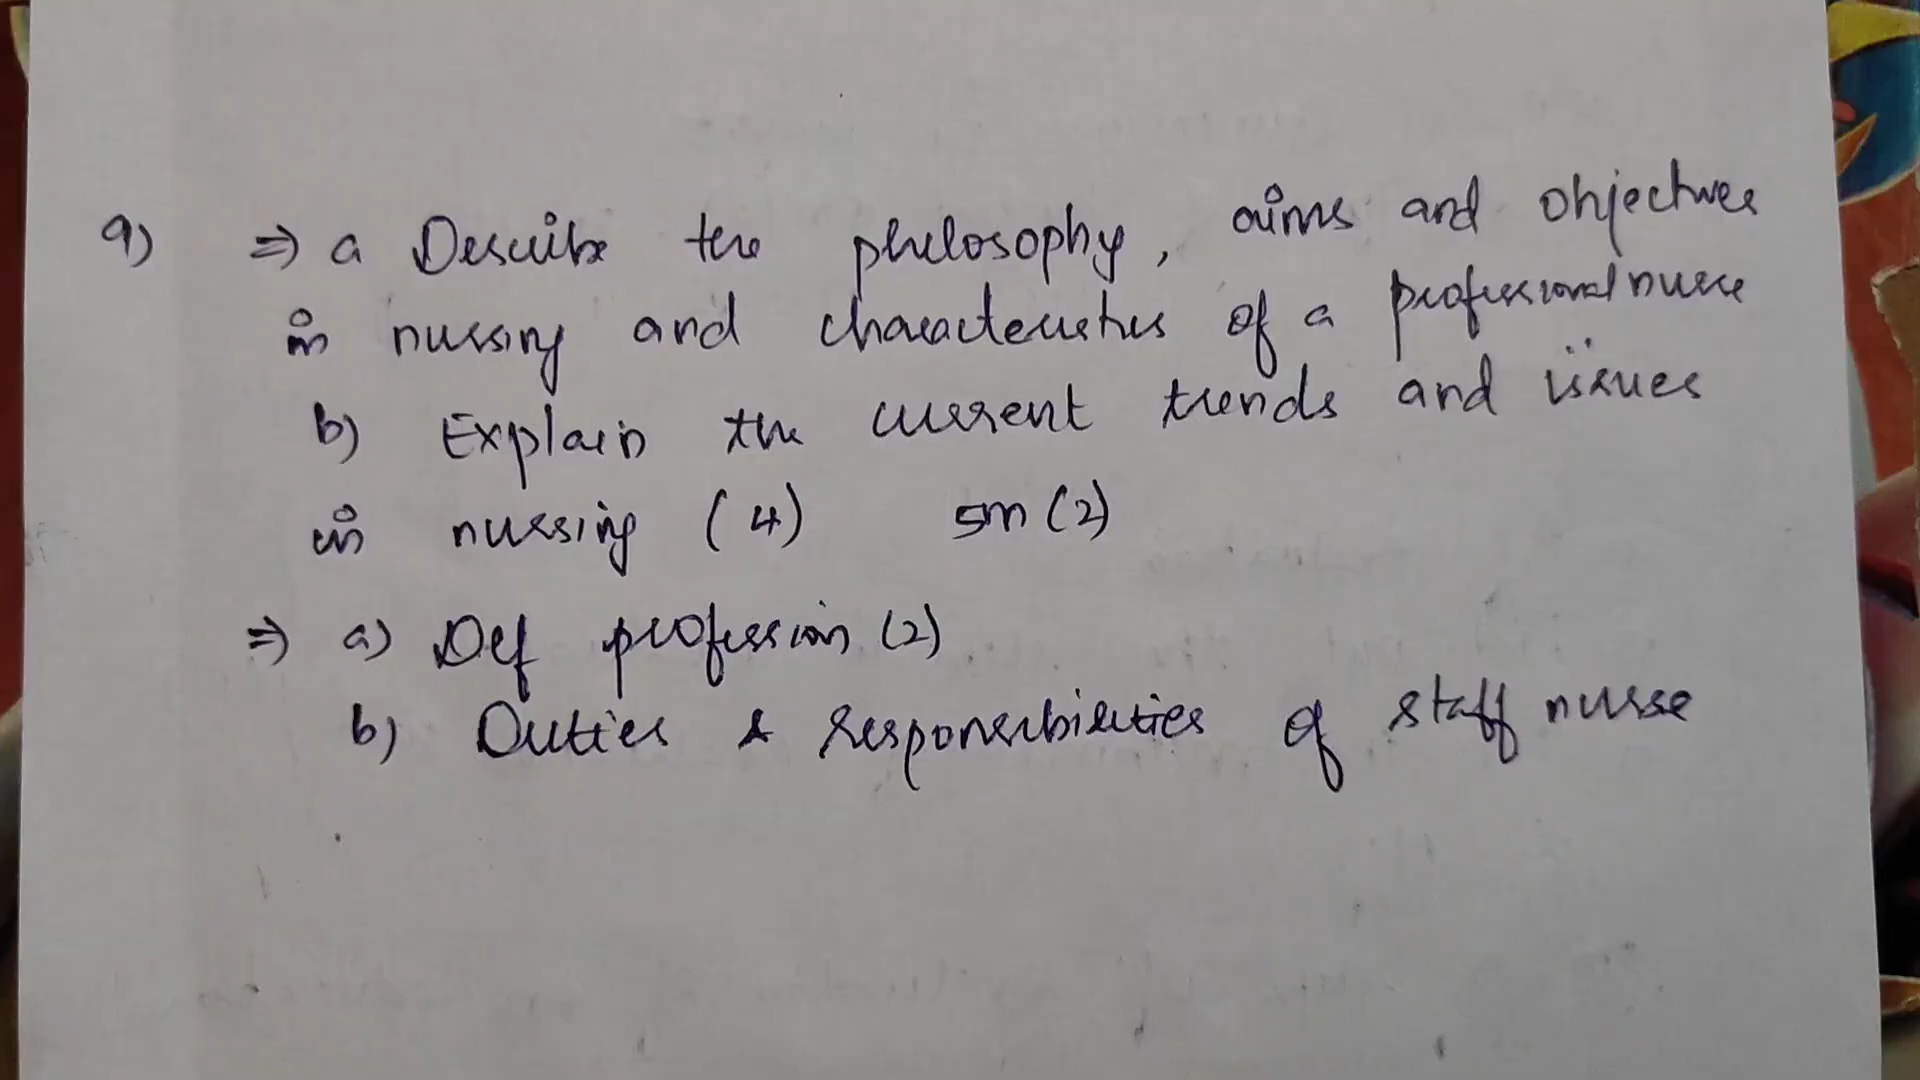 9) ⇒ a Describe the philosophy, aims and objectives
in nursing and characteristics of a professional nurse
b) Explain the current trends and issues
in nursing (4) 5m (2)
⇒ a) Def profession (2)
b) Duties & responsibilities of staff nurse